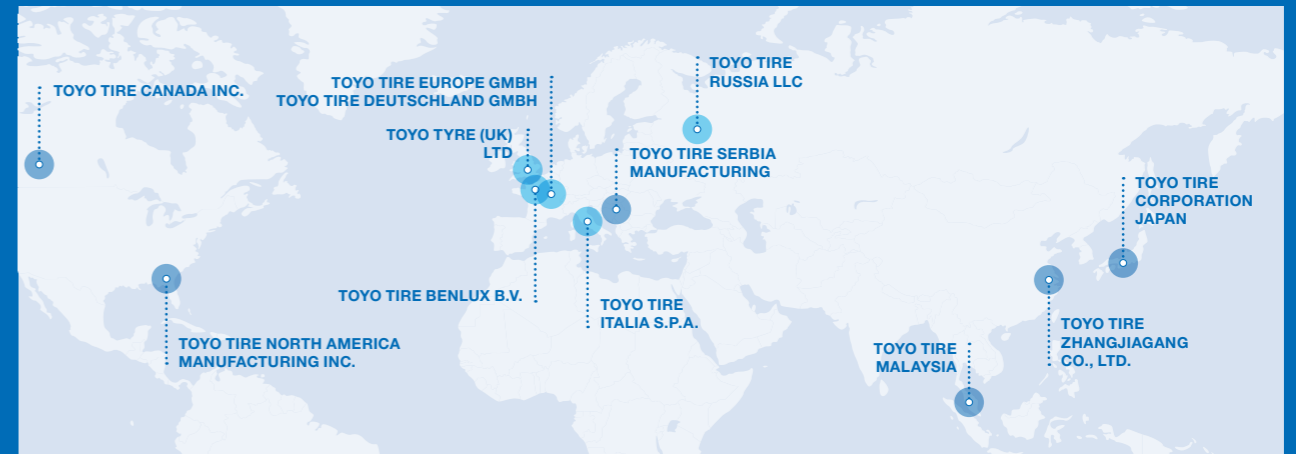 TOYO TIRE CANADA INC.
TOYO TIRE EUROPE GMBH
TOYO TIRE DEUTSCHLAND GMBH
TOYO TYRE (UK)
LTD
TOYO TIRE
RUSSIA LLC
TOYO TIRE SERBIA
MANUFACTURING
TOYO TIRE
CORPORATION
JAPAN
TOYO TIRE BENLUX B.V.
TOYO TIRE
ITALIA S.P.A.
TOYO TIRE NORTH AMERICA
MANUFACTURING INC.
TOYO TIRE
MALAYSIA
TOYO TIRE
ZHANGJIAGANG
CO., LTD.